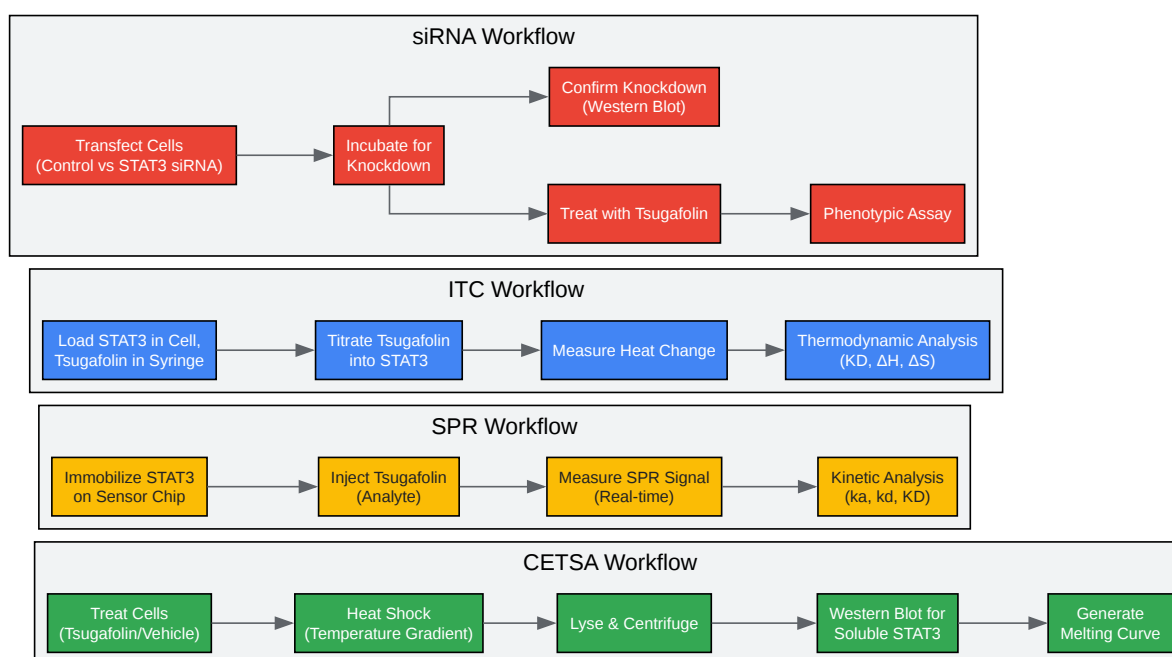 siRNA Workflow
Confirm Knockdown
(Western Blot)
Transfect Cells
(Control vs STAT3 siRNA)
Incubate for
Knockdown
Treat with Tsugafolin
Phenotypic Assay
ITC Workflow
Load STAT3 in Cell,
Tsugafolin in Syringe
Titrate Tsugafolin
into STAT3
Measure Heat Change
Thermodynamic Analysis
(KD, ΔH, ΔS)
SPR Workflow
Immobilize STAT3
on Sensor Chip
Inject Tsugafolin
(Analyte)
Measure SPR Signal
(Real-time)
Kinetic Analysis
(ka, kd, KD)
CETSA Workflow
Treat Cells
(Tsugafolin/Vehicle)
Heat Shock
(Temperature Gradient)
Lyse & Centrifuge
Western Blot for
Soluble STAT3
Generate
Melting Curve